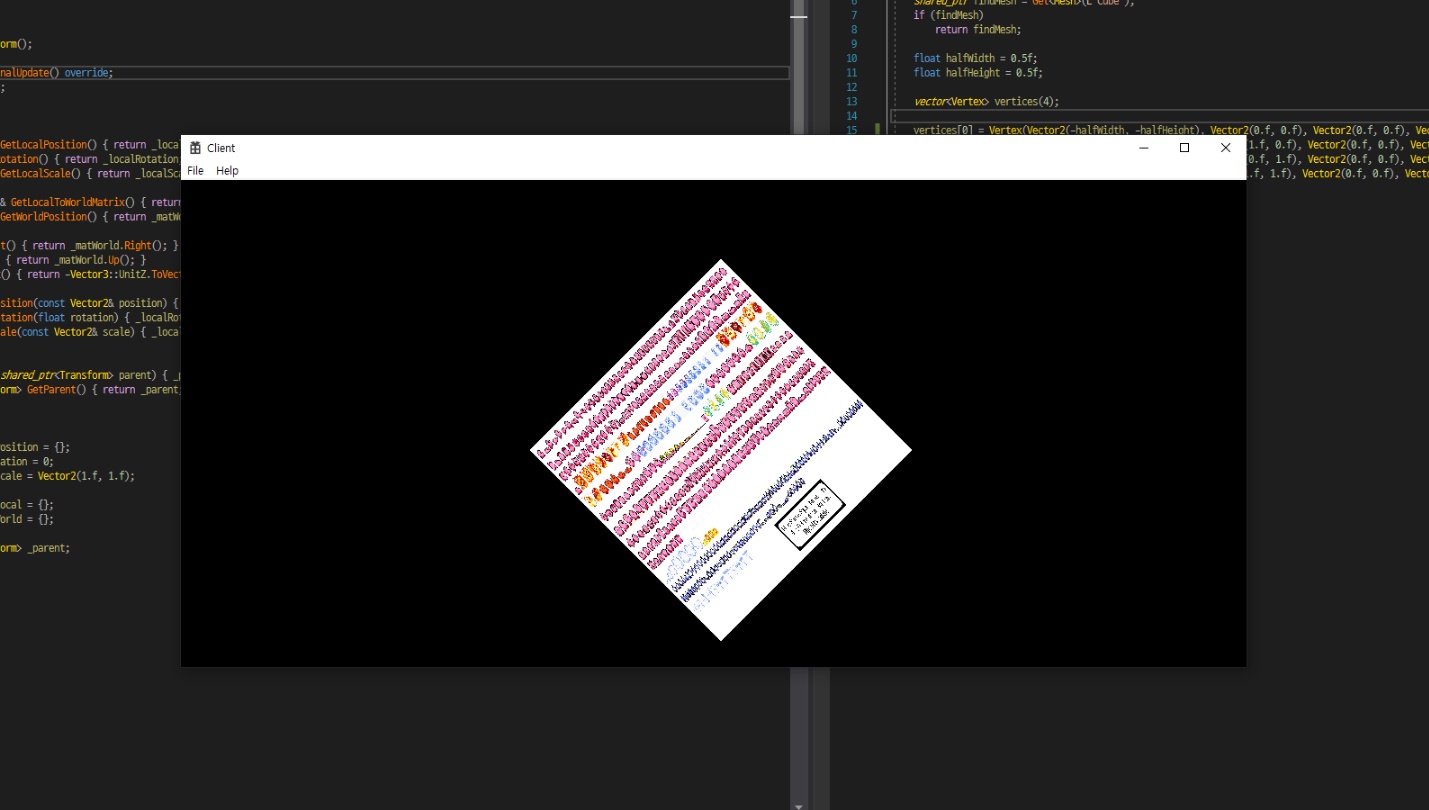 orm();
nalUpdate() override;
;
GetLocalPosition() { return _loca
otation() { return _localRotation
GetLocalScale() { return _localSca
& GetLocalToWorldMatrix() { return
GetWorldPosition() { return _matWo
t() { return _matWorld.Right(); }
{ return _matWorld.Up(); }
() { return -Vector3::UnitZ.ToVect
sition(const Vector2& position) {
tation(float rotation) { _localRot
ale(const Vector2& scale) { _local
shared_ptr<Transform> parent) {
orm> GetParent() { return _parent;
osition = {};
ation = 0;
cale = Vector2(1.f, 1.f);
ocal = {};
orld = {};
orm> _parent;
6 shared_ptr findMesh = Get<Mesh>(L"Cube");
7 if (findMesh)
8 return findMesh;
9
10 float halfWidth = 0.5f;
11 float halfHeight = 0.5f;
12
13 vector<Vertex> vertices(4);
14
15 vertices[0] = Vertex(Vector2(-halfWidth, -halfHeight), Vector2(0.f, 0.f), Vector2(0.f, 0.f), Ve
1.f, 0.f), Vector2(0.f, 0.f), Vect
0.f, 1.f), Vector2(0.f, 0.f), Vect
.f, 1.f), Vector2(0.f, 0.f), Vecto
Client
File Help